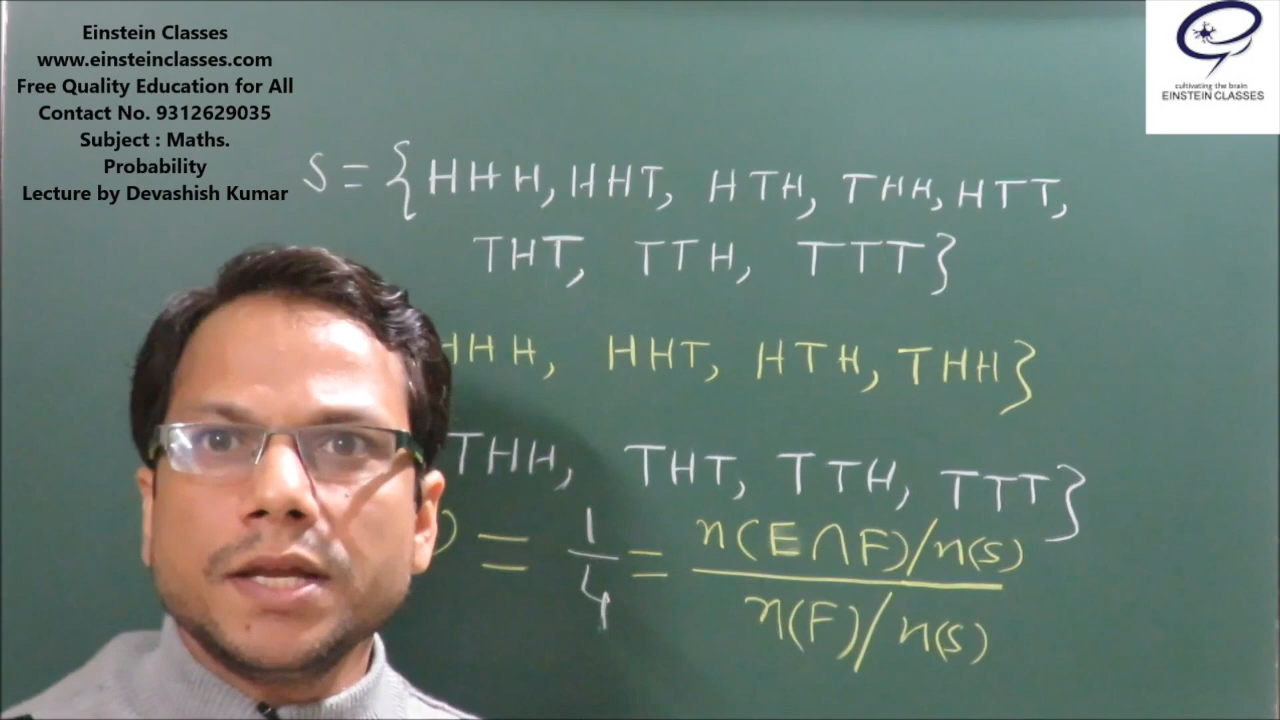 Einstein Classes
www.einsteinclasses.com
Free Quality Education for All
Contact No. 9312629035
Subject : Maths.
Probability
Lecture by Devashish Kumar
cultivating the brain
EINSTEIN CLASSES
S = {HHH, HHT, HTH, THH, HTT,
THT, TTH, TTT}
HHH, HHT, HTH, THH}
THH, THT, TTH, TTT}
) = 1/4 = n(E∩F)/n(S)
n(F)/n(S)